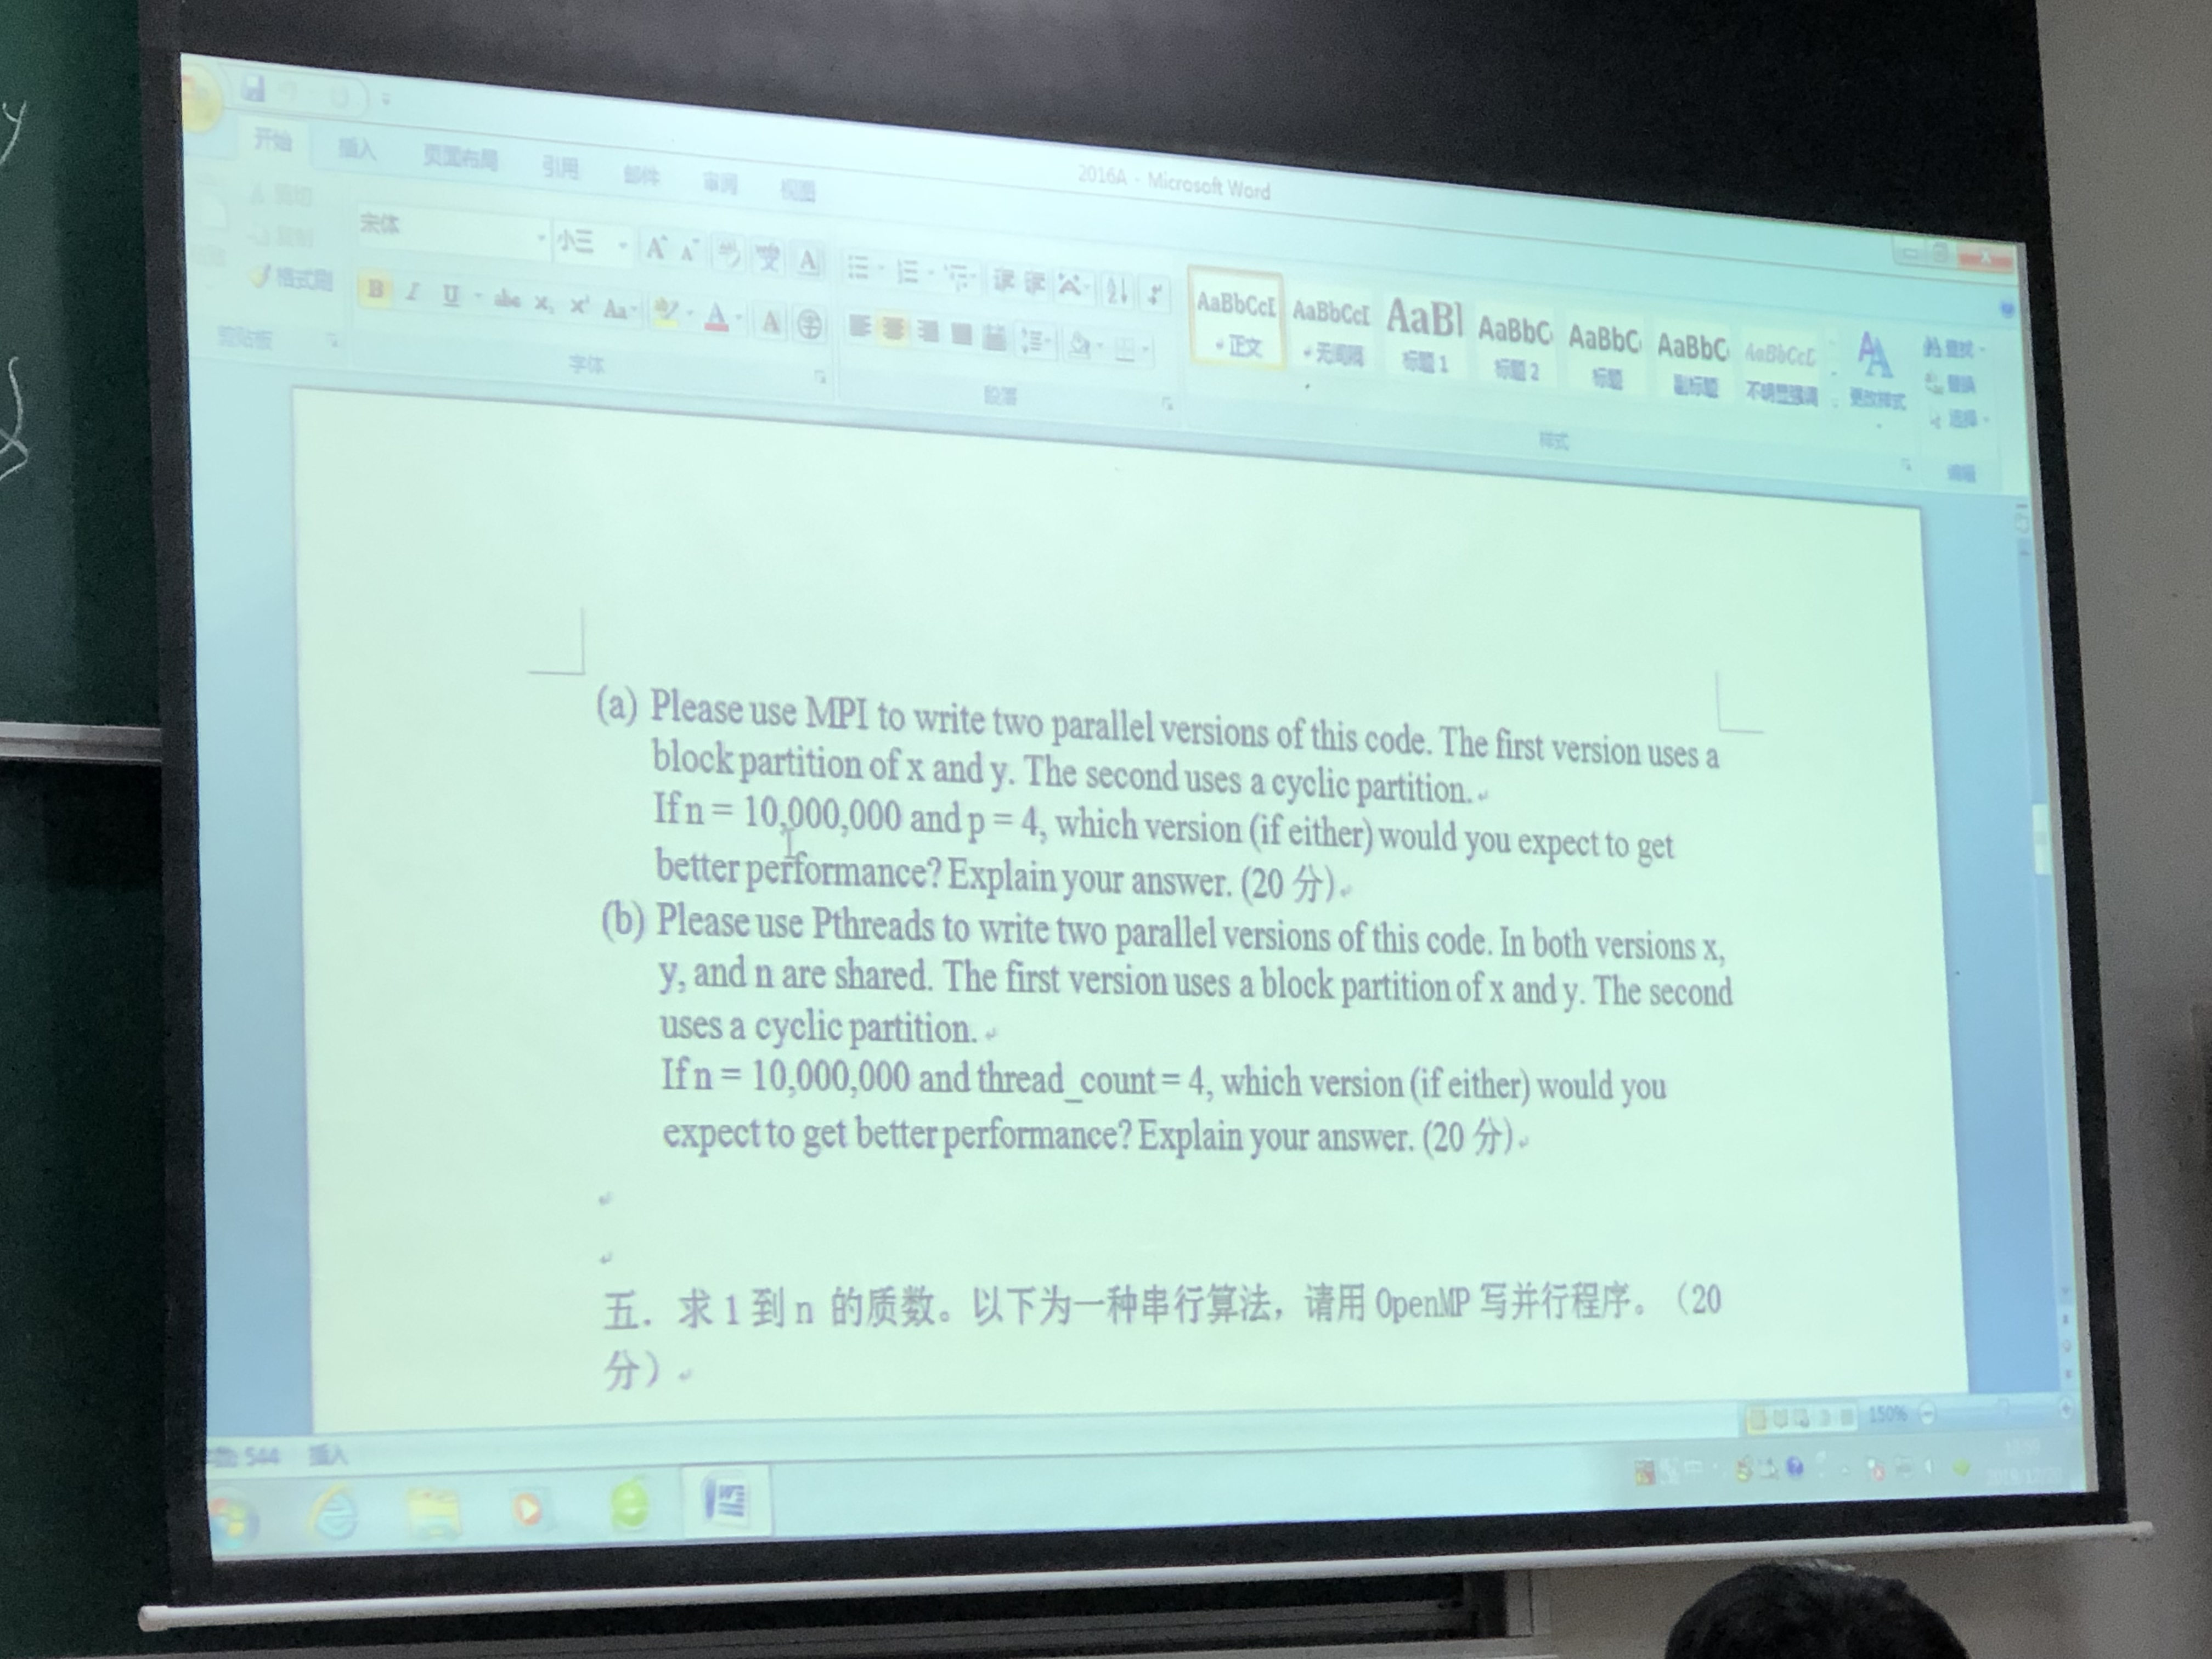 2016A - Microsoft Word
开始 插入 页面布局 引用 邮件 审阅 视图
剪切
复制
格式刷
剪贴板
宋体 小三
B I U abc x₂ x² Aa A A
字体
段落
AaBbCcI AaBbCcI AaBl AaBbC AaBbC AaBbC AaBbCcI
正文 无间隔 标题 1 标题 2 标题 副标题 不明显强调 更改样式
样式
查找
替换
选择
编辑
(a) Please use MPI to write two parallel versions of this code. The first version uses a
block partition of x and y. The second uses a cyclic partition.
If n = 10,000,000 and p = 4, which version (if either) would you expect to get
better performance? Explain your answer. (20 分)
(b) Please use Pthreads to write two parallel versions of this code. In both versions x,
y, and n are shared. The first version uses a block partition of x and y. The second
uses a cyclic partition.
If n = 10,000,000 and thread_count = 4, which version (if either) would you
expect to get better performance? Explain your answer. (20 分)
五. 求 1 到 n 的质数。以下为一种串行算法，请用 OpenMP 写并行程序。（20
分）
544 插入
150%